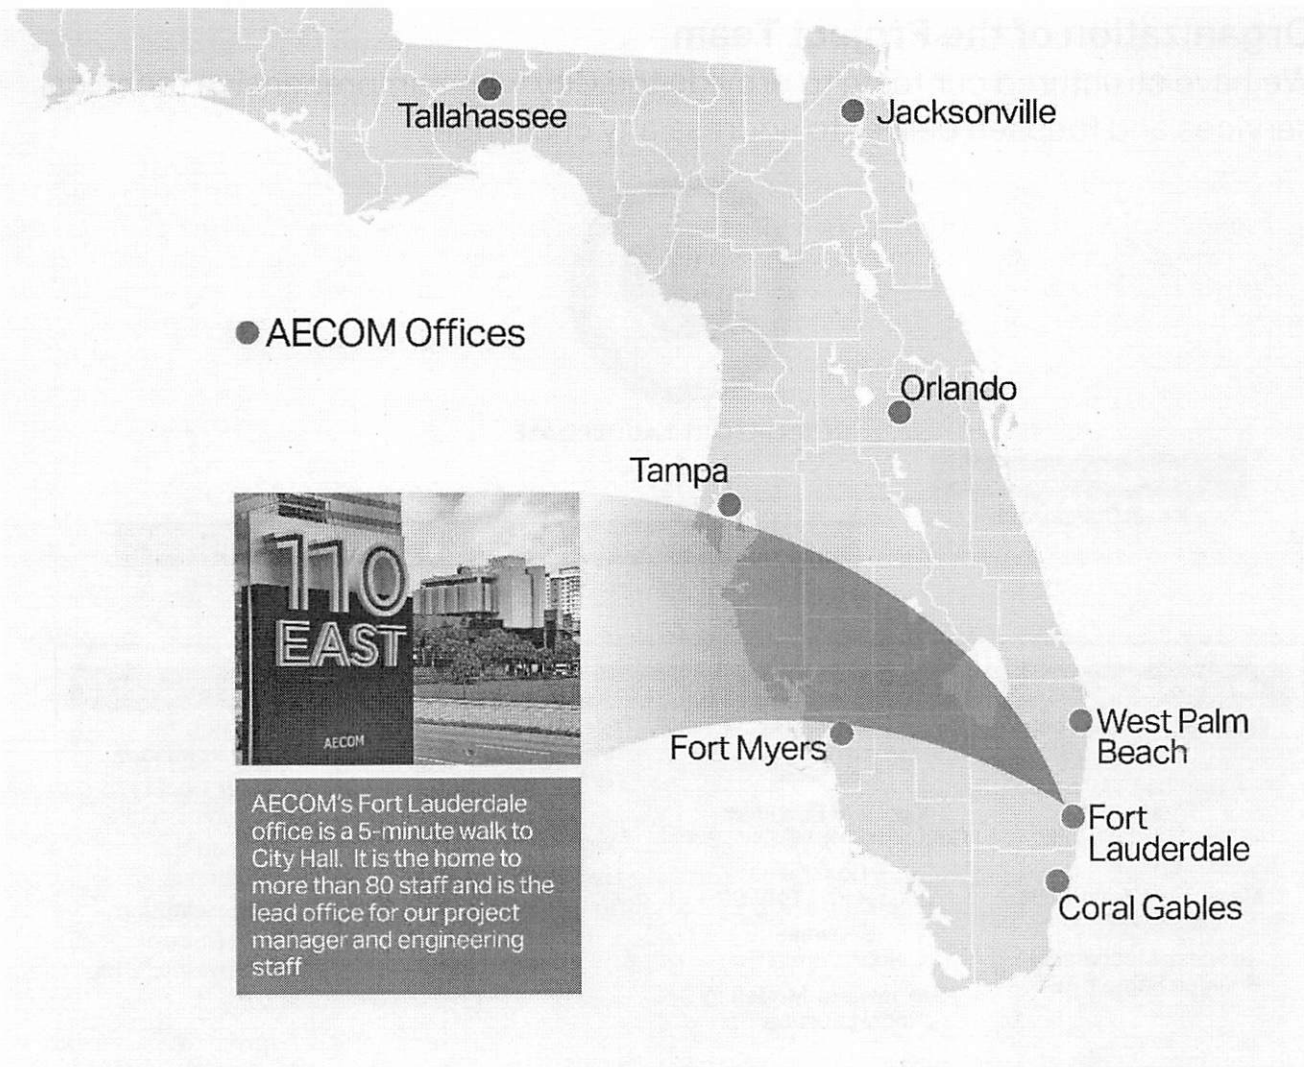 Tallahassee
Jacksonville
AECOM Offices
Orlando
Tampa
110
EAST
AECOM
Fort Myers
West Palm
Beach
Fort
Lauderdale
Coral Gables
AECOM's Fort Lauderdale
office is a 5-minute walk to
City Hall. It is the home to
more than 80 staff and is the
lead office for our project
manager and engineering
staff